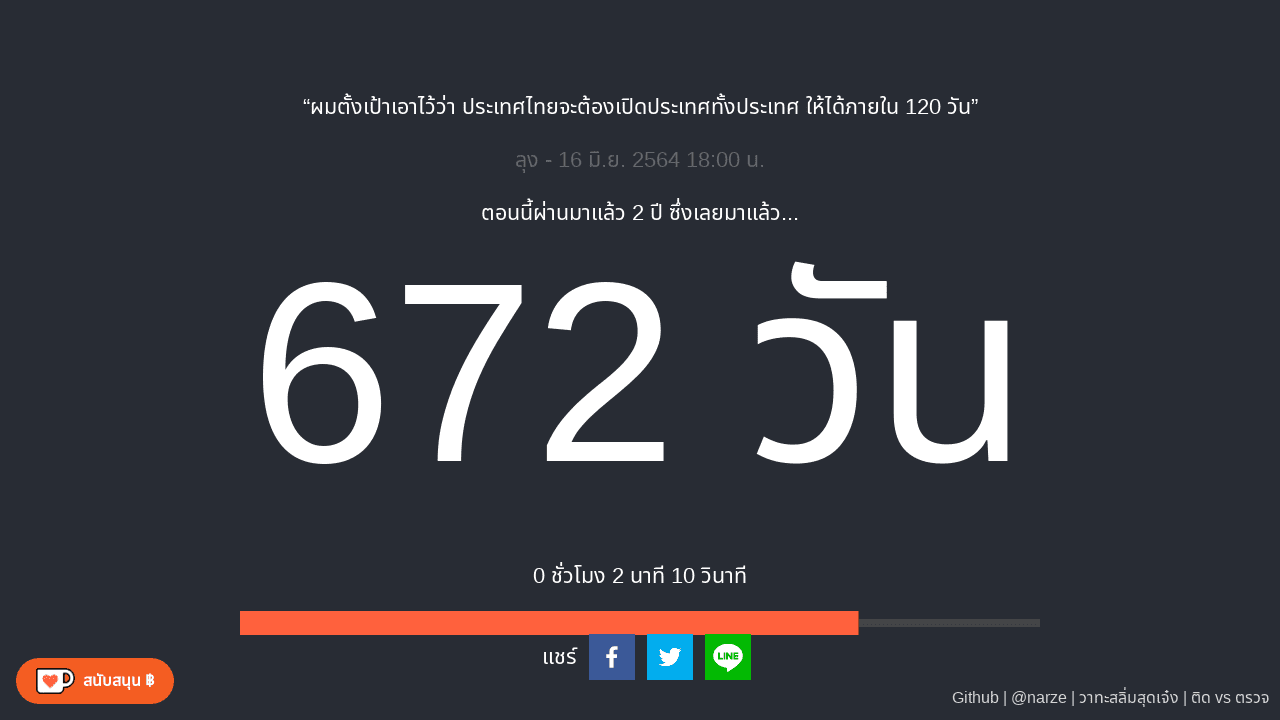 “ผมตั้งเป้าเอาไว้ว่า ประเทศไทยจะต้องเปิดประเทศทั้งประเทศ ให้ได้ภายใน 120 วัน”
ลุง - 16 มิ.ย. 2564 18:00 น.
ตอนนี้ผ่านมาแล้ว 2 ปี ซึ่งเลยมาแล้ว...
672 วัน
0 ชั่วโมง 2 นาที 10 วินาที
แชร์
LINE
สนับสนุน ฿
Github | @narze | วาทะสลิ่มสุดเจ๋ง | ติด vs ตรวจ